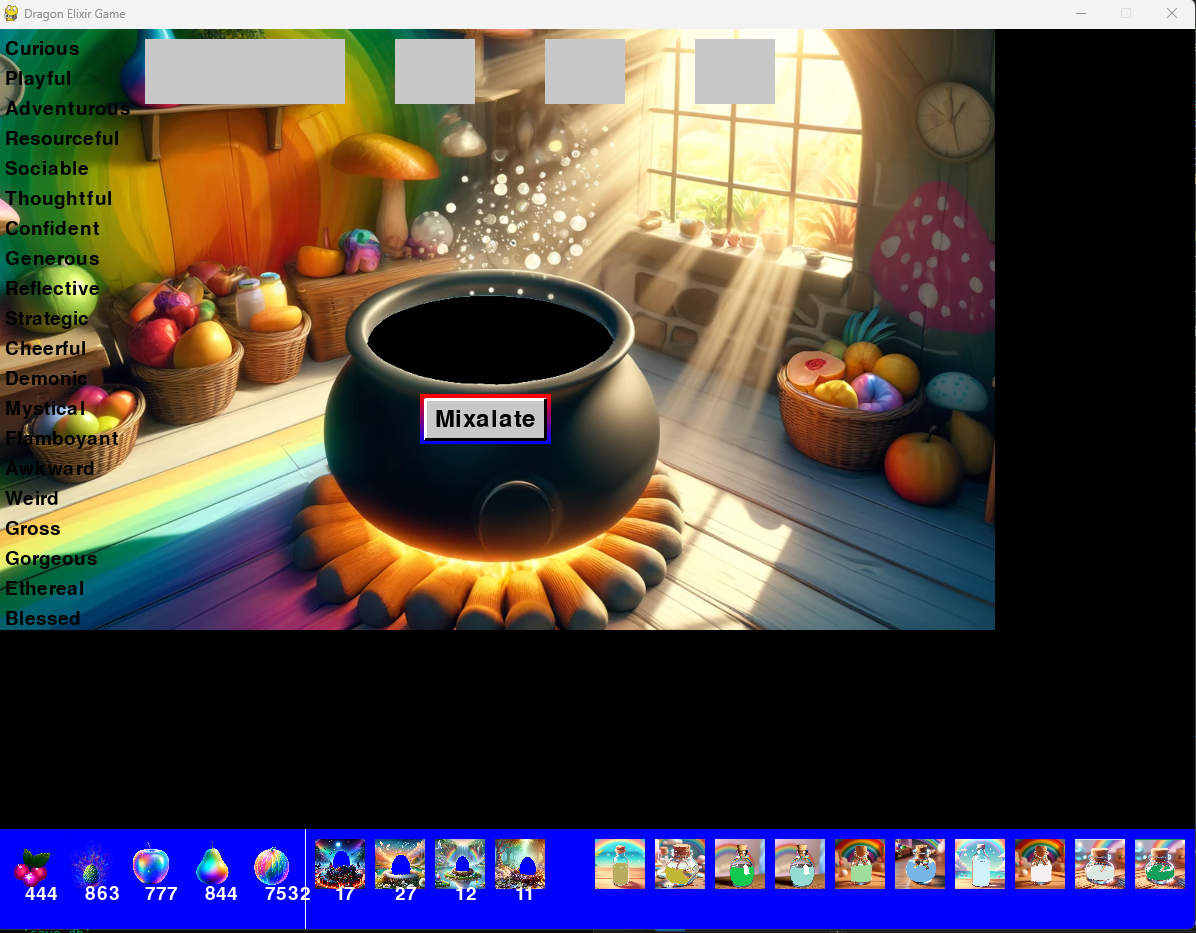 Dragon Elixir Game
Curious
Playful
Adventurous
Resourceful
Sociable
Thoughtful
Confident
Generous
Reflective
Strategic
Cheerful
Demonic
Mystical
Flamboyant
Awkward
Weird
Gross
Gorgeous
Ethereal
Blessed
Mixalate
444 863 777 844 7532 17 27 12 11